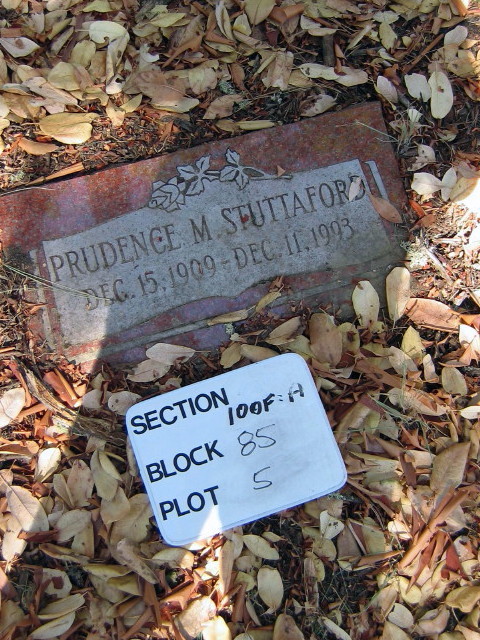 PRUDENCE M. STUTTAFORD
DEC. 15, 1909 - DEC. 11, 1993
SECTION 100F-A
BLOCK 85
PLOT 5